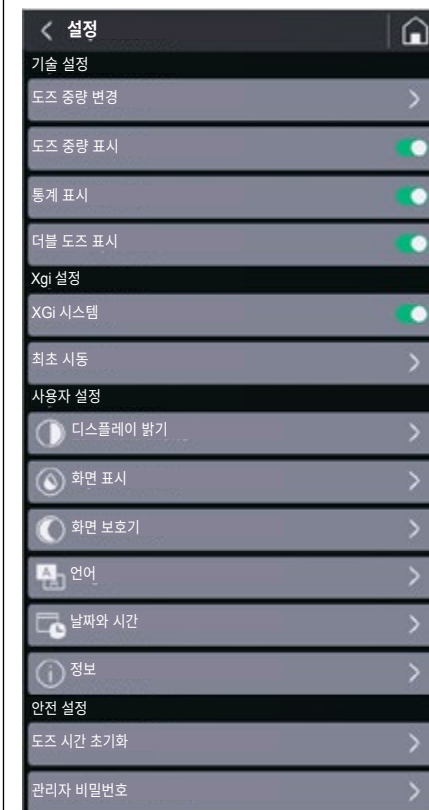 설정
기술 설정
도즈 중량 변경
도즈 중량 표시
통계 표시
더블 도즈 표시
Xgi 설정
XGi 시스템
최초 시동
사용자 설정
디스플레이 밝기
화면 표시
화면 보호기
언어
날짜와 시간
정보
안전 설정
도즈 시간 초기화
관리자 비밀번호